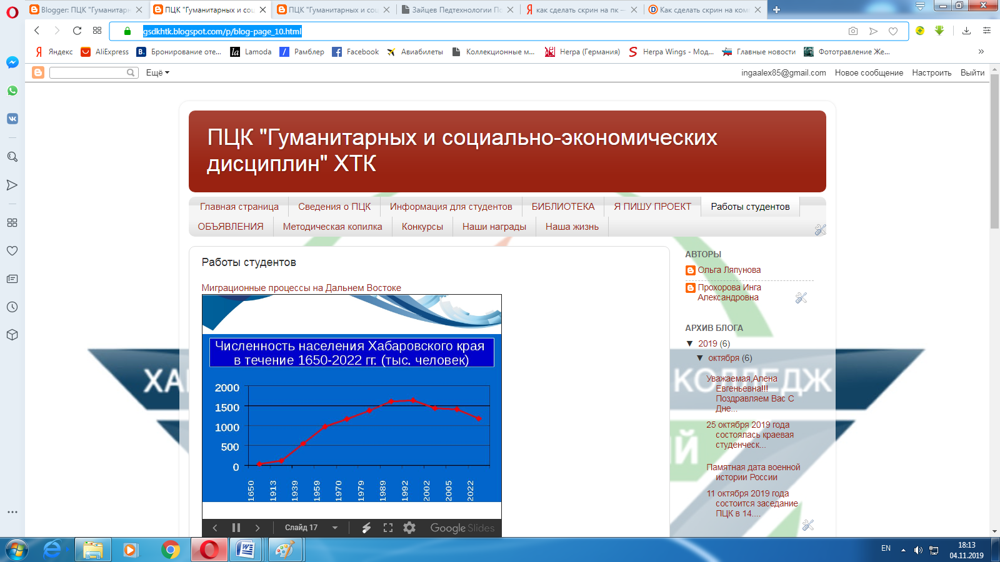 Blogger: ПЦК "Гуманитарн
ПЦК "Гуманитарных и соц
ПЦК "Гуманитарных и соц
Зайцев Педтехнологии По
как сделать скрин на пк —
Как сделать скрин на комп
gsdkhtk.blogspot.com/p/blog-page_10.html
Яндекс
AliExpress
Бронирование оте...
Lamoda
Рамблер
Facebook
Авиабилеты
Коллекционные м...
Herpa (Германия)
Herpa Wings - Мод...
Главные новости
Фототравление Же...
Ещё
ingaalex85@gmail.com
Новое сообщение
Настроить
Выйти
ПЦК "Гуманитарных и социально-экономических
дисциплин" ХТК
Главная страница
Сведения о ПЦК
Информация для студентов
БИБЛИОТЕКА
Я ПИШУ ПРОЕКТ
Работы студентов
ОБЪЯВЛЕНИЯ
Методическая копилка
Конкурсы
Наши награды
Наша жизнь
Работы студентов
Миграционные процессы на Дальнем Востоке
Численность населения Хабаровского края
в течение 1650-2022 гг. (тыс. человек)
2000
1500
1000
500
0
1650
1913
1939
1959
1970
1979
1989
1992
2002
2005
2022
Слайд 17
Google Slides
АВТОРЫ
Ольга Ляпунова
Прохорова Инга
Александровна
АРХИВ БЛОГА
▼ 2019 (6)
▼ октября (6)
Уважаемая,Алена
Евгеньевна!!!
Поздравляем Вас С
Дне...
25 октября 2019 года
состоялась краевая
студенческ...
Памятная дата военной
истории России
11 октября 2019 года
состоится заседание
ПЦК в 14....
КОЛЛЕДЖ
EN
18:13
04.11.2019